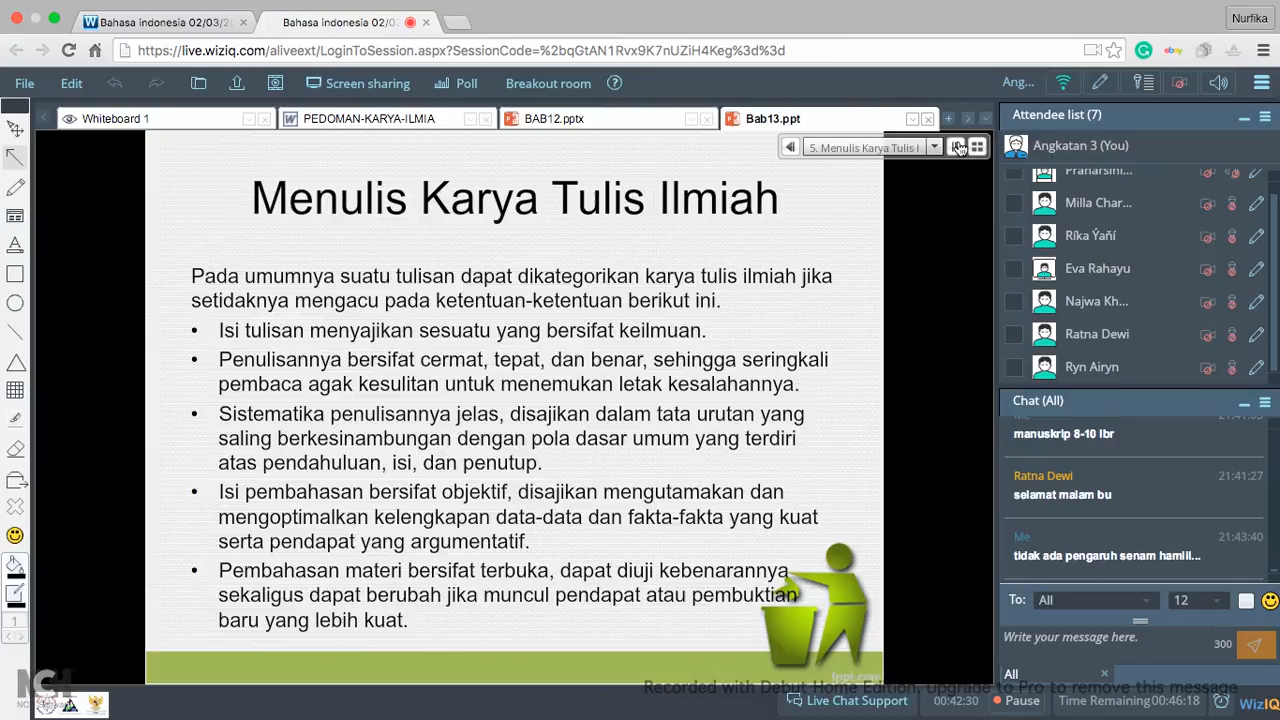 Bahasa indonesia 02/03/2
Bahasa indonesia 02/03/
Nurfika
https://live.wiziq.com/aliveext/LoginToSession.aspx?SessionCode=%2bqGtAN1Rvx9K7nUZiH4Keg%3d%3d
ebay
File Edit Screen sharing Poll Breakout room Ang...
Whiteboard 1
PEDOMAN-KARYA-ILMIA
BAB12.pptx
Bab13.ppt
5. Menulis Karya Tulis I
Menulis Karya Tulis Ilmiah
Pada umumnya suatu tulisan dapat dikategorikan karya tulis ilmiah jika
setidaknya mengacu pada ketentuan-ketentuan berikut ini.
• Isi tulisan menyajikan sesuatu yang bersifat keilmuan.
• Penulisannya bersifat cermat, tepat, dan benar, sehingga seringkali
pembaca agak kesulitan untuk menemukan letak kesalahannya.
• Sistematika penulisannya jelas, disajikan dalam tata urutan yang
saling berkesinambungan dengan pola dasar umum yang terdiri
atas pendahuluan, isi, dan penutup.
• Isi pembahasan bersifat objektif, disajikan mengutamakan dan
mengoptimalkan kelengkapan data-data dan fakta-fakta yang kuat
serta pendapat yang argumentatif.
• Pembahasan materi bersifat terbuka, dapat diuji kebenarannya
sekaligus dapat berubah jika muncul pendapat atau pembuktian
baru yang lebih kuat.
fppt.com
Attendee list (7)
Angkatan 3 (You)
Pranarsini...
Milla Char...
Ríka Ýaňí
Eva Rahayu
Najwa Kh...
Ratna Dewi
Ryn Airyn
Chat (All)
Me
manuskrip 8-10 lbr
Ratna Dewi 21:41:27
selamat malam bu
Me 21:43:40
tidak ada pengaruh senam hamlil...
To: All 12
Write your message here. 300
All
1
NCH
Recorded with Debut Home Edition. Upgrade to Pro to remove this message
Live Chat Support 00:42:30 Pause Time Remaining 00:46:18 WizIQ